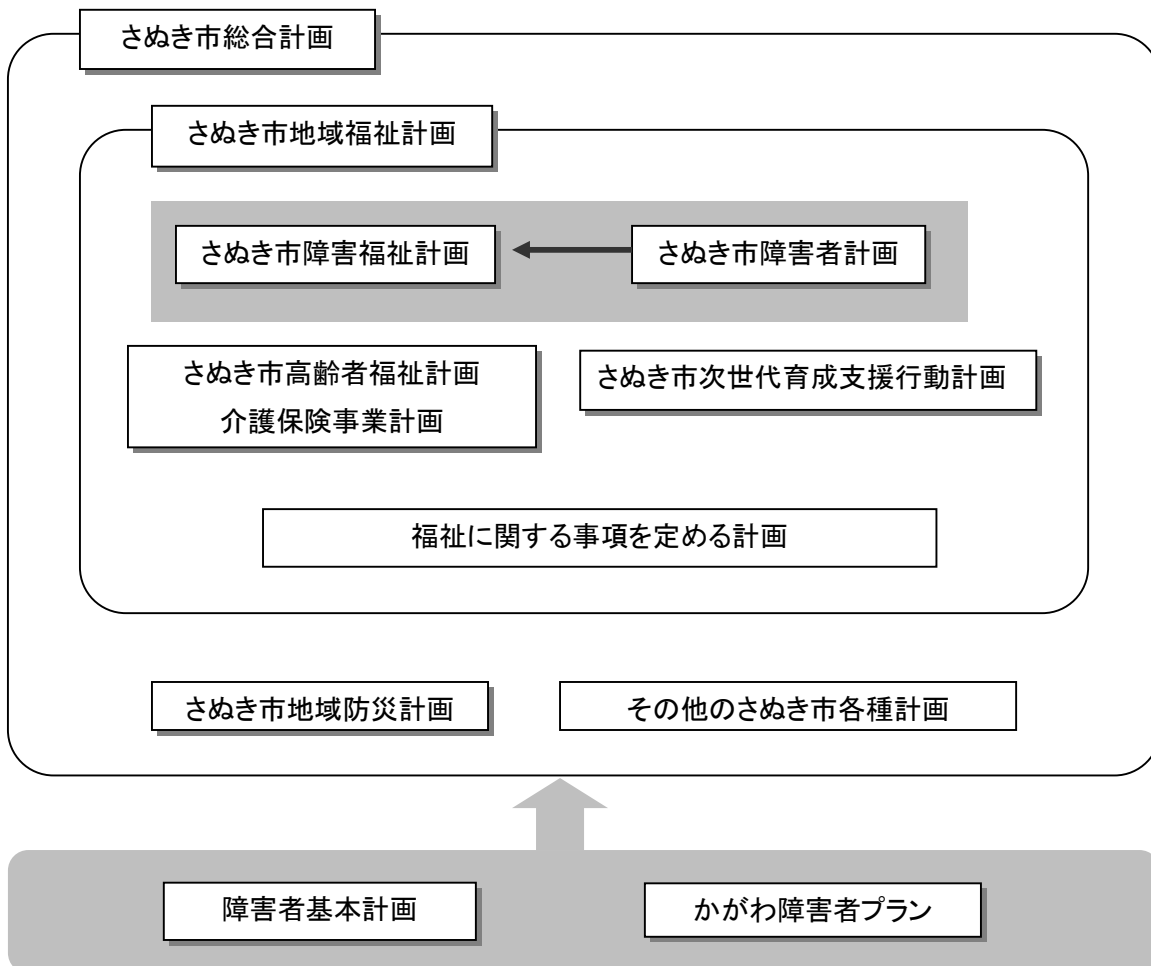 さぬき市総合計画
さぬき市地域福祉計画
さぬき市障害福祉計画
さぬき市障害者計画
さぬき市高齢者福祉計画
介護保険事業計画
さぬき市次世代育成支援行動計画
福祉に関する事項を定める計画
さぬき市地域防災計画
その他のさぬき市各種計画
障害者基本計画
かがわ障害者プラン